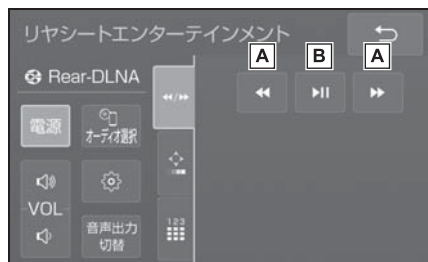 リヤシートエンターテインメント
A B A
Rear-DLNA
電源
オーディオ選択
VOL
音声出力
切替
123